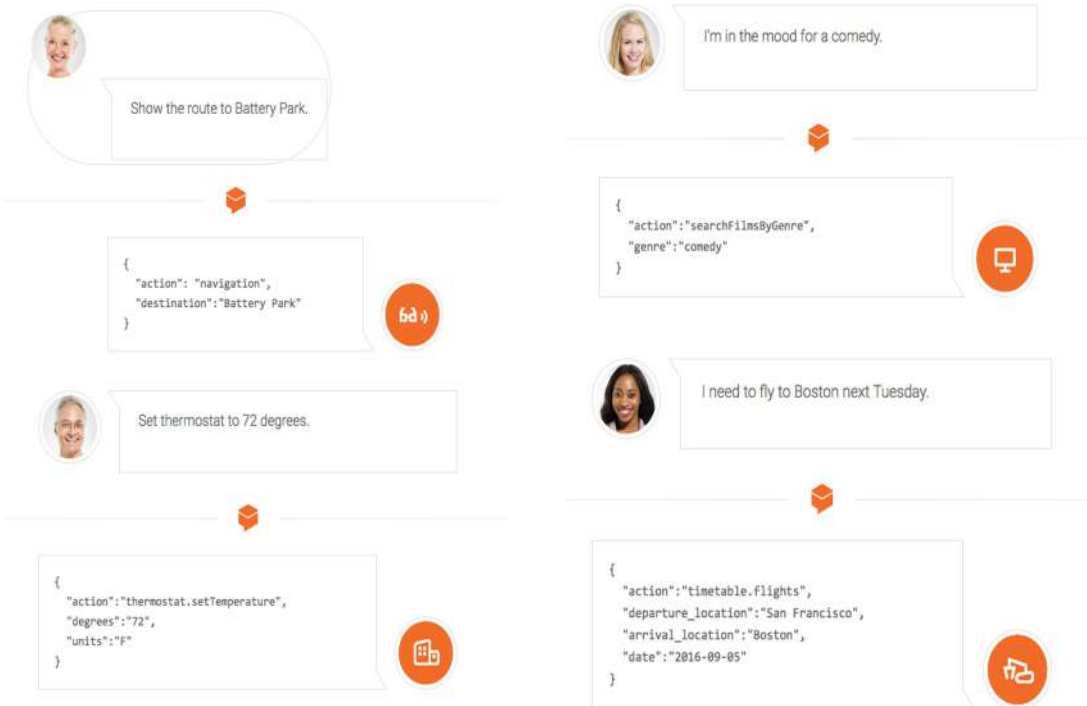 Show the route to Battery Park.
{
"action": "navigation",
"destination":"Battery Park"
}
Set thermostat to 72 degrees.
{
"action":"thermostat.setTemperature",
"degrees":"72",
"units":"F"
}
I'm in the mood for a comedy.
{
"action":"searchFilmsByGenre",
"genre":"comedy"
}
I need to fly to Boston next Tuesday.
{
"action":"timetable.flights",
"departure_location":"San Francisco",
"arrival_location":"Boston",
"date":"2016-09-05"
}